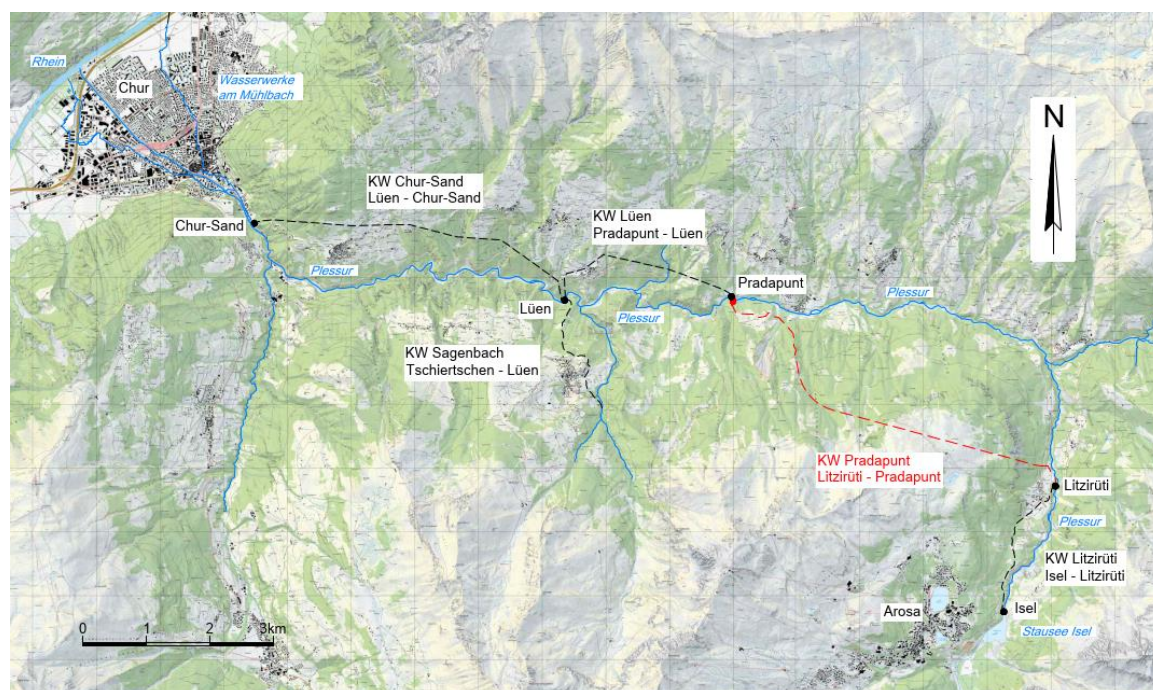 Rhein
Chur
Wasserwerke
am Mühlbach
N
KW Chur-Sand
Lüen - Chur-Sand
KW Lüen
Pradapunt - Lüen
Chur-Sand
Plessur
Pradapunt
Plessur
Lüen
Plessur
KW Sagenbach
Tschiertschen - Lüen
KW Pradapunt
Litzirüti - Pradapunt
Litzirüti
Plessur
KW Litzirüti
Isel - Litzirüti
Arosa
Isel
Stausee Isel
0 1 2 3km